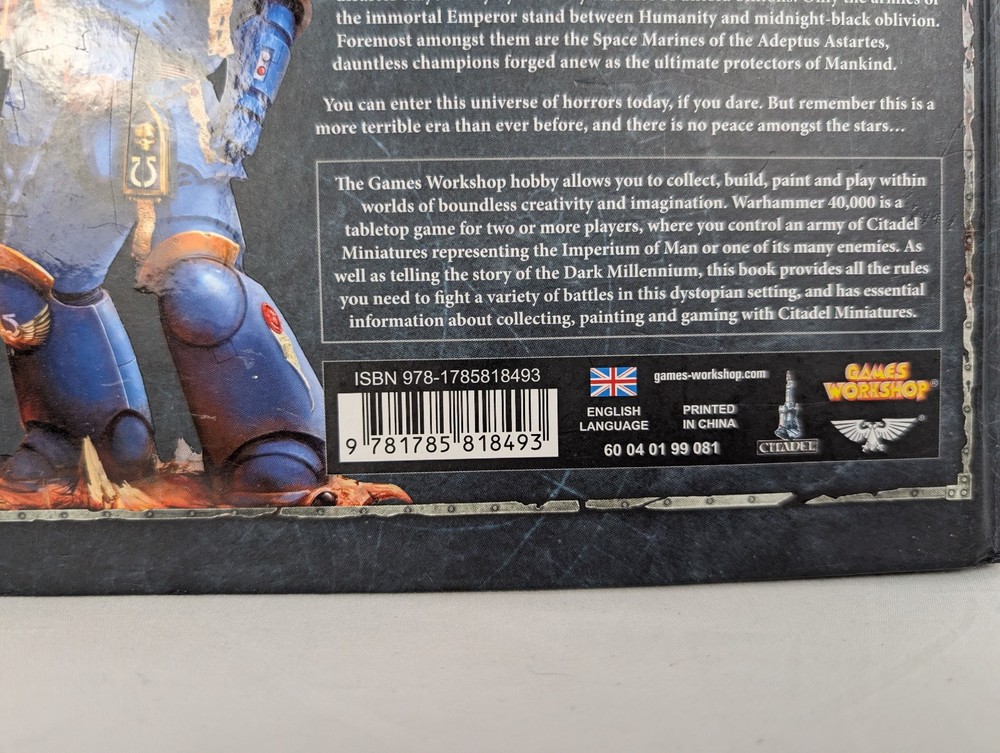 the immortal Emperor stand between Humanity and midnight-black oblivion.
Foremost amongst them are the Space Marines of the Adeptus Astartes,
dauntless champions forged anew as the ultimate protectors of Mankind.
You can enter this universe of horrors today, if you dare. But remember this is a
more terrible era than ever before, and there is no peace amongst the stars...
The Games Workshop hobby allows you to collect, build, paint and play within
worlds of boundless creativity and imagination. Warhammer 40,000 is a
tabletop game for two or more players, where you control an army of Citadel
Miniatures representing the Imperium of Man or one of its many enemies. As
well as telling the story of the Dark Millennium, this book provides all the rules
you need to fight a variety of battles in this dystopian setting, and has essential
information about collecting, painting and gaming with Citadel Miniatures.
ISBN 978-1785818493
9 781785 818493
ENGLISH
LANGUAGE
games-workshop.com
PRINTED
IN CHINA
60 04 01 99 081
CITADEL
GAMES
WORKSHOP®